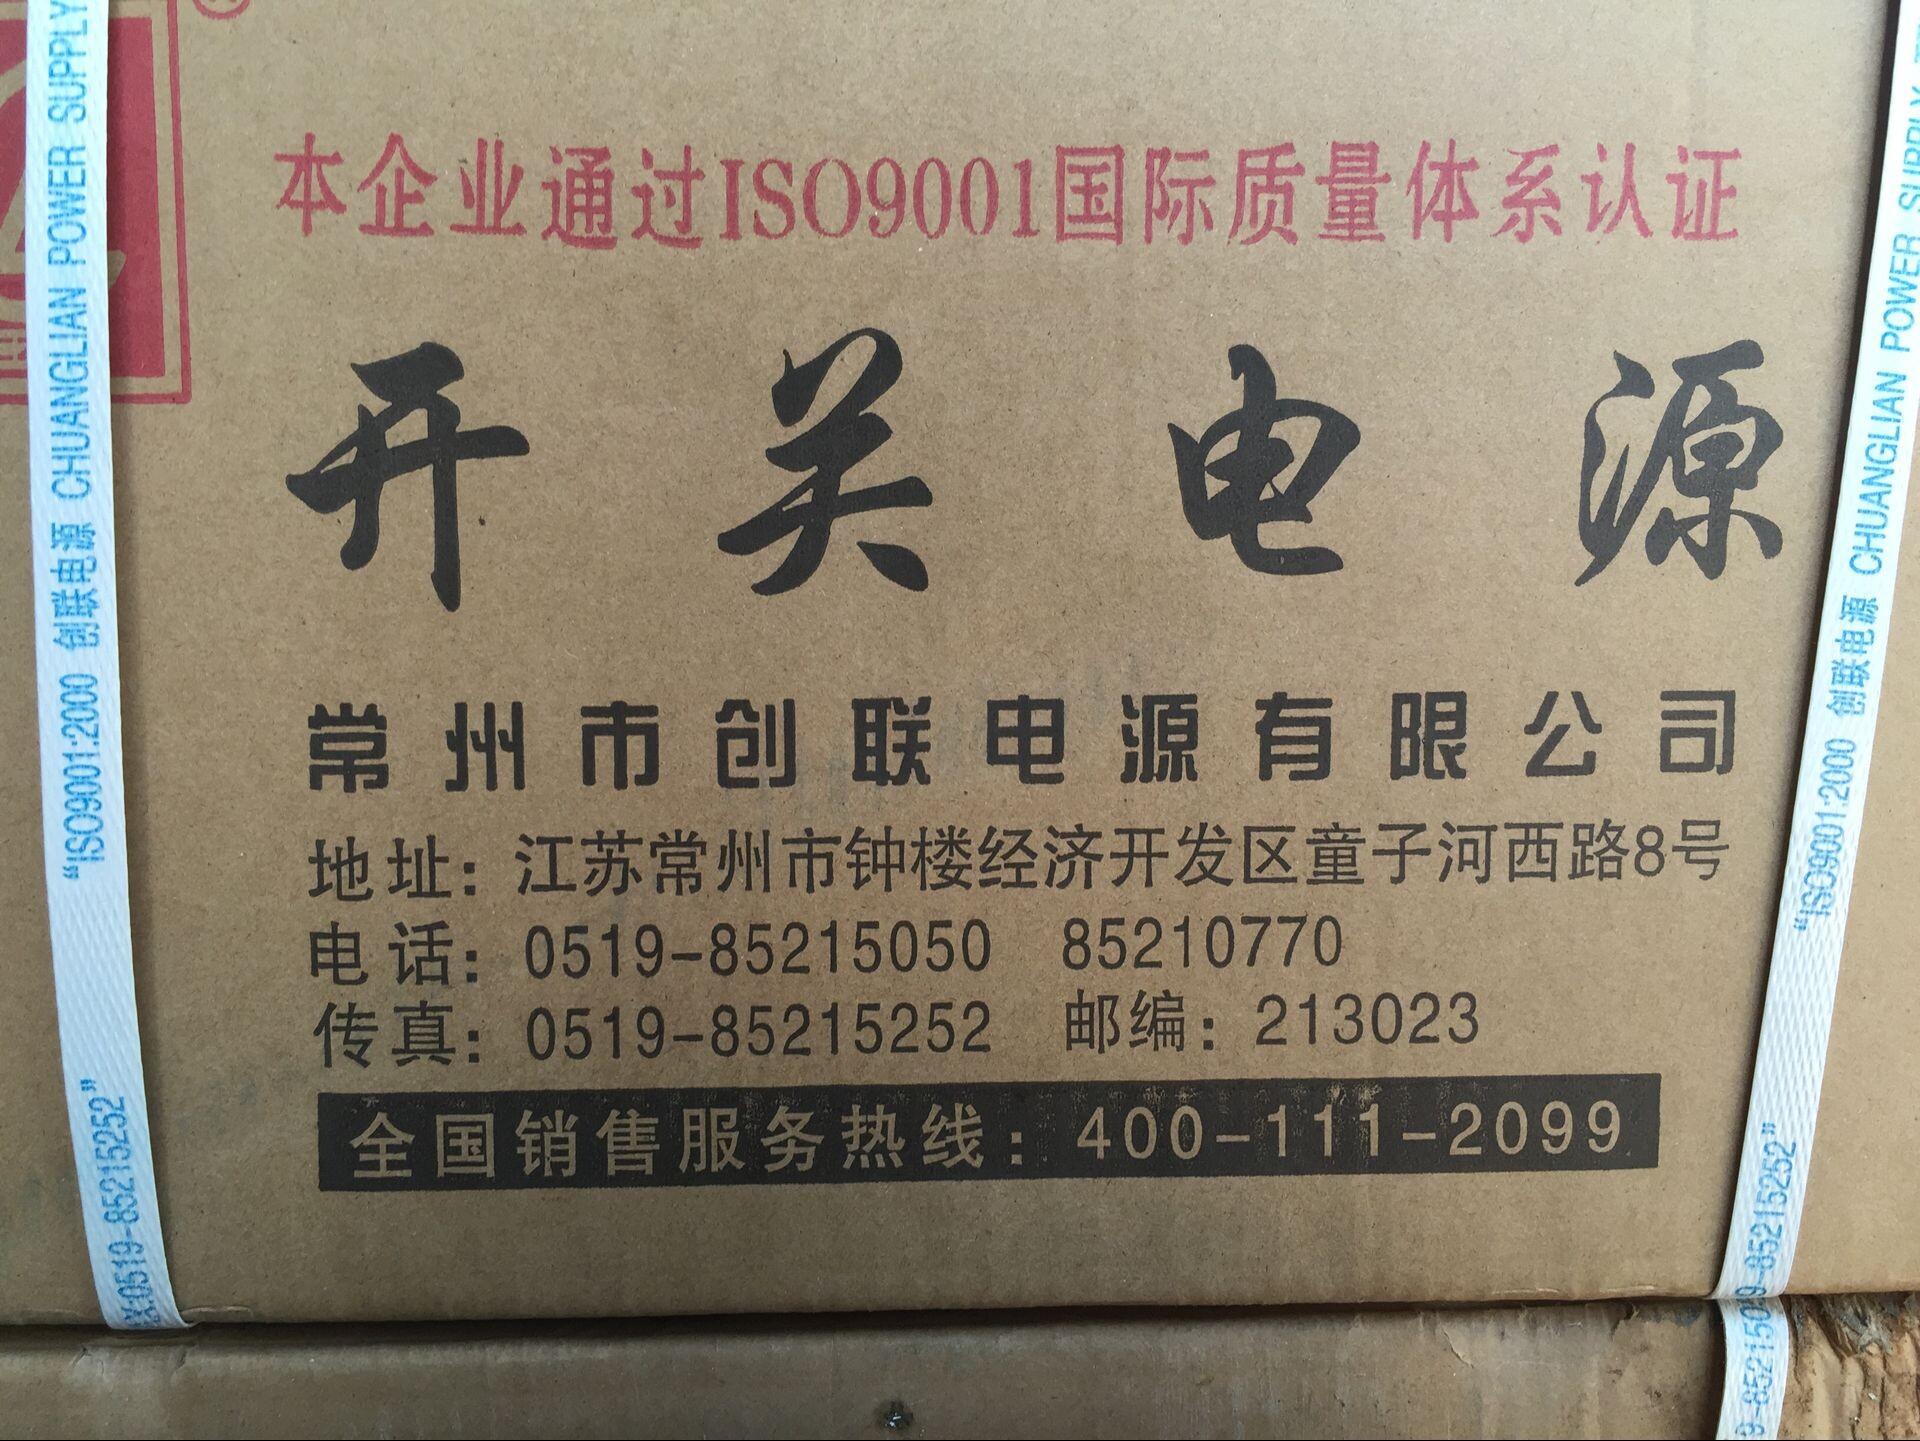 本企业通过ISO9001国际质量体系认证
开关电源
常州市创联电源有限公司
地址：江苏常州市钟楼经济开发区童子河西路8号
电话：0519-85215050 85210770
传真：0519-85215252 邮编：213023
全国销售服务热线：400-111-2099
"ISO9001:2000 创联电源 CHUANGLIAN POWER SUPPLY
0519-85215252"
"ISO9001:2000 创联电源 CHUANGLIAN POWER SUPPLY
85215252"